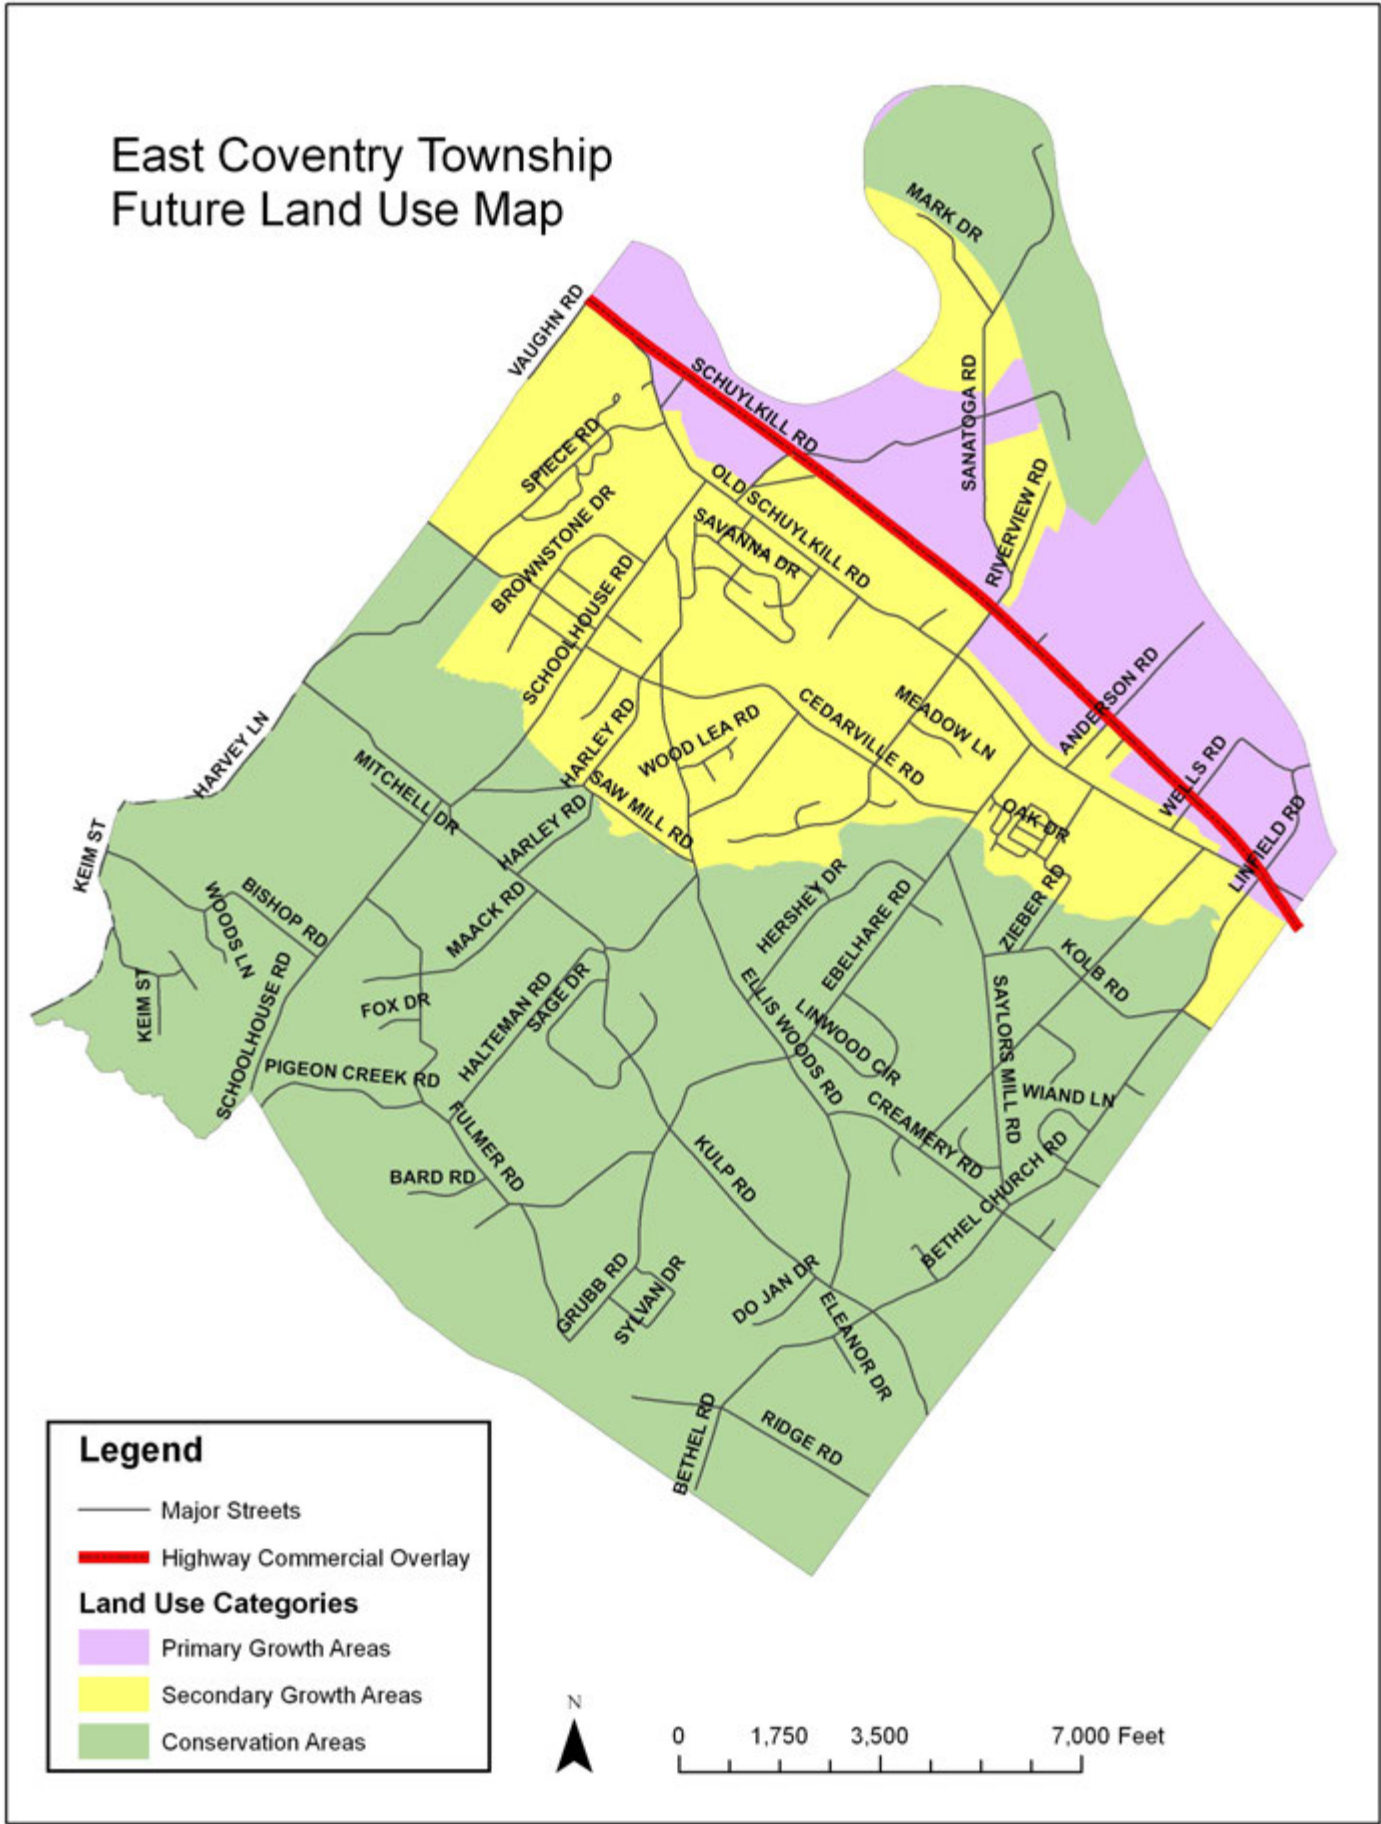 East Coventry Township
Future Land Use Map
MARK DR
VAUGHN RD
SCHUYLKILL RD
SANATOGA RD
SPIECE RD
OLD SCHUYLKILL RD
RIVERVIEW RD
BROWNSTONE DR
SAVANNA DR
SCHOOLHOUSE RD
MEADOW LN
ANDERSON RD
CEDARVILLE RD
HARLEY RD
WOOD LEA RD
HARVEY LN
WELLS RD
MITCHELL DR
SAW MILL RD
OAK DR
LINFIELD RD
HARLEY RD
KEIM ST
HERSHEY DR
ZIEBER RD
WOODS LN
BISHOP RD
MAACK RD
EBELHARE RD
KOLB RD
KEIM ST
SCHOOLHOUSE RD
FOX DR
HALTEMAN RD
SAGE DR
ELLIS WOODS RD
LINWOOD CIR
SAYLORS MILL RD
PIGEON CREEK RD
WIAND LN
FULMER RD
CREAMERY RD
BARD RD
KULP RD
BETHEL CHURCH RD
GRUBB RD
SYLVAN DR
DO JAN DR
ELEANOR DR
BETHEL RD
RIDGE RD
Legend
Major Streets
Highway Commercial Overlay
Land Use Categories
Primary Growth Areas
Secondary Growth Areas
Conservation Areas
N
0 1,750 3,500 7,000 Feet